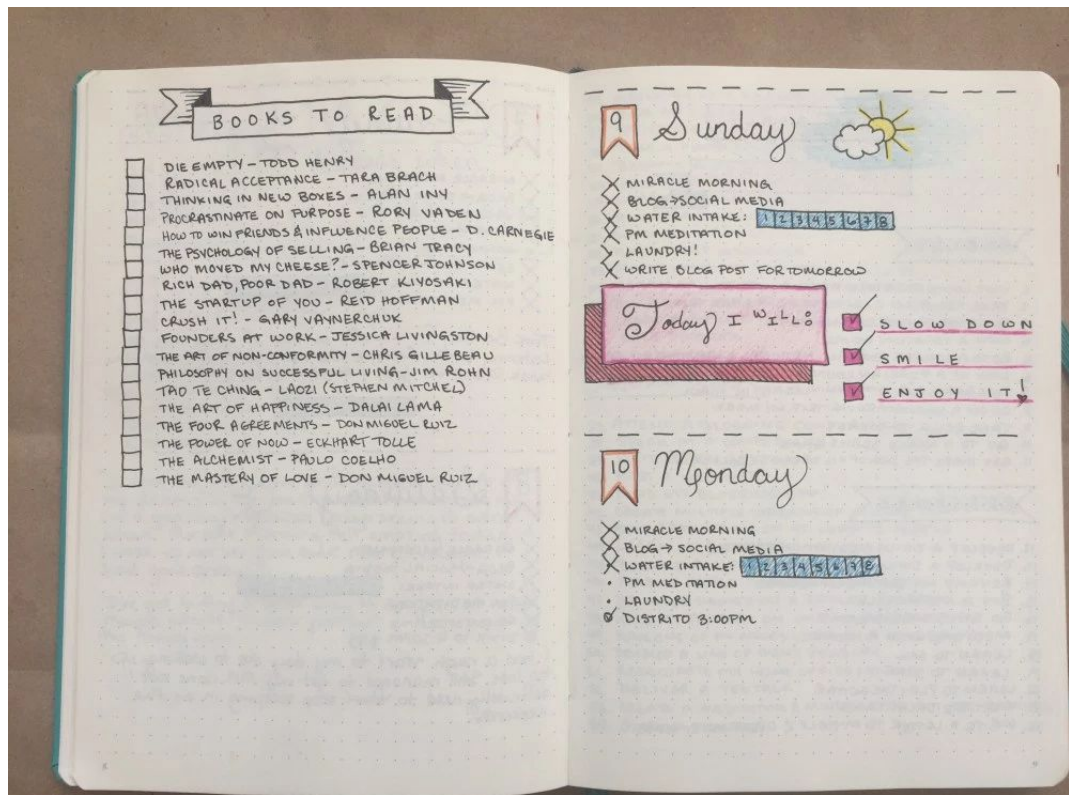 BOOKS TO READ
DIE EMPTY – TODD HENRY
RADICAL ACCEPTANCE – TARA BRACH
THINKING IN NEW BOXES – ALAN INY
PROCRASTINATE ON PURPOSE – RORY VADEN
HOW TO WIN FRIENDS & INFLUENCE PEOPLE – D. CARNEGIE
THE PSYCHOLOGY OF SELLING – BRIAN TRACY
WHO MOVED MY CHEESE? – SPENCER JOHNSON
RICH DAD, POOR DAD – ROBERT KIYOSAKI
THE STARTUP OF YOU – REID HOFFMAN
CRUSH IT! – GARY VAYNERCHUK
FOUNDERS AT WORK – JESSICA LIVINGSTON
THE ART OF NON-CONFORMITY – CHRIS GILLEBEAU
PHILOSOPHY ON SUCCESSFUL LIVING – JIM ROHN
TAO TE CHING – LAOZI (STEPHEN MITCHEL)
THE ART OF HAPPINESS – DALAI LAMA
THE FOUR AGREEMENTS – DON MIGUEL RUIZ
THE POWER OF NOW – ECKHART TOLLE
THE ALCHEMIST – PAULO COELHO
THE MASTERY OF LOVE – DON MIGUEL RUIZ
9 Sunday
MIRACLE MORNING
BLOG → SOCIAL MEDIA
WATER INTAKE: 1 2 3 4 5 6 7 8
PM MEDITATION
LAUNDRY!
WRITE BLOG POST FOR TOMORROW
Today I WILL:
SLOW DOWN
SMILE
ENJOY IT!
10 Monday
MIRACLE MORNING
BLOG → SOCIAL MEDIA
WATER INTAKE: 1 2 3 4 5 6 7 8
PM MEDITATION
LAUNDRY
DISTRITO 3:00PM